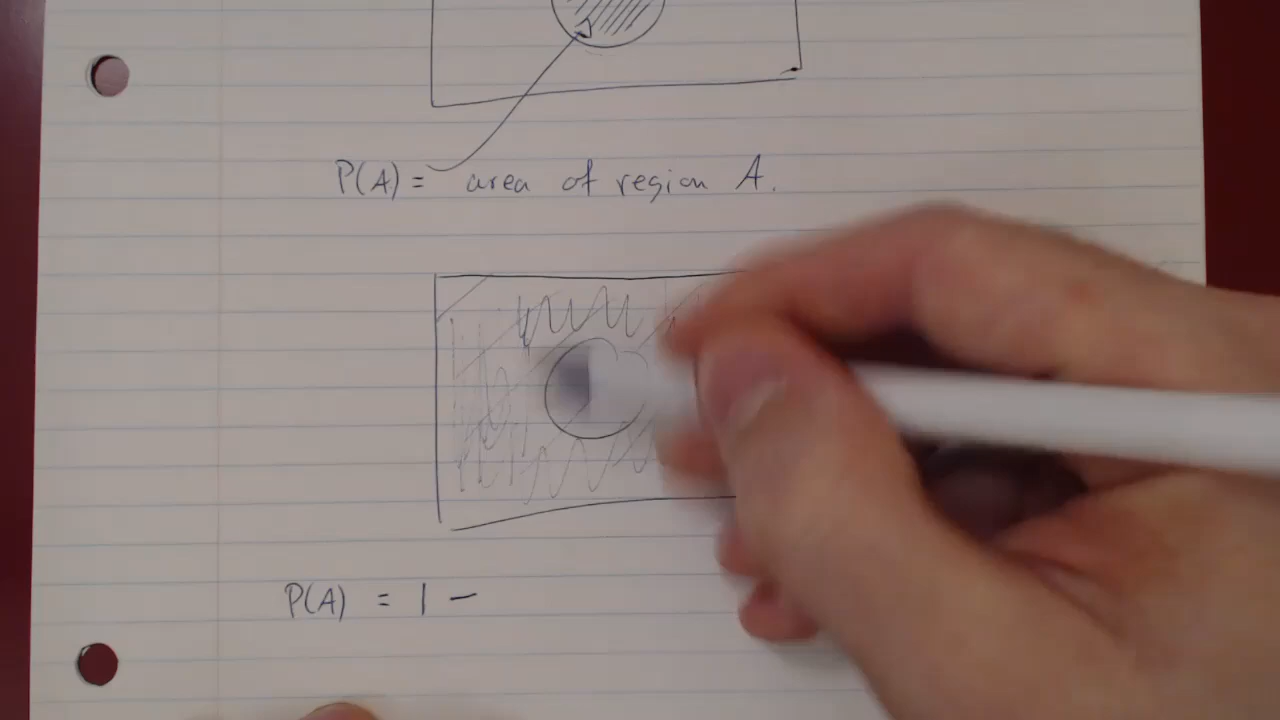 P(A) = area of region A.
P(A) = 1 -